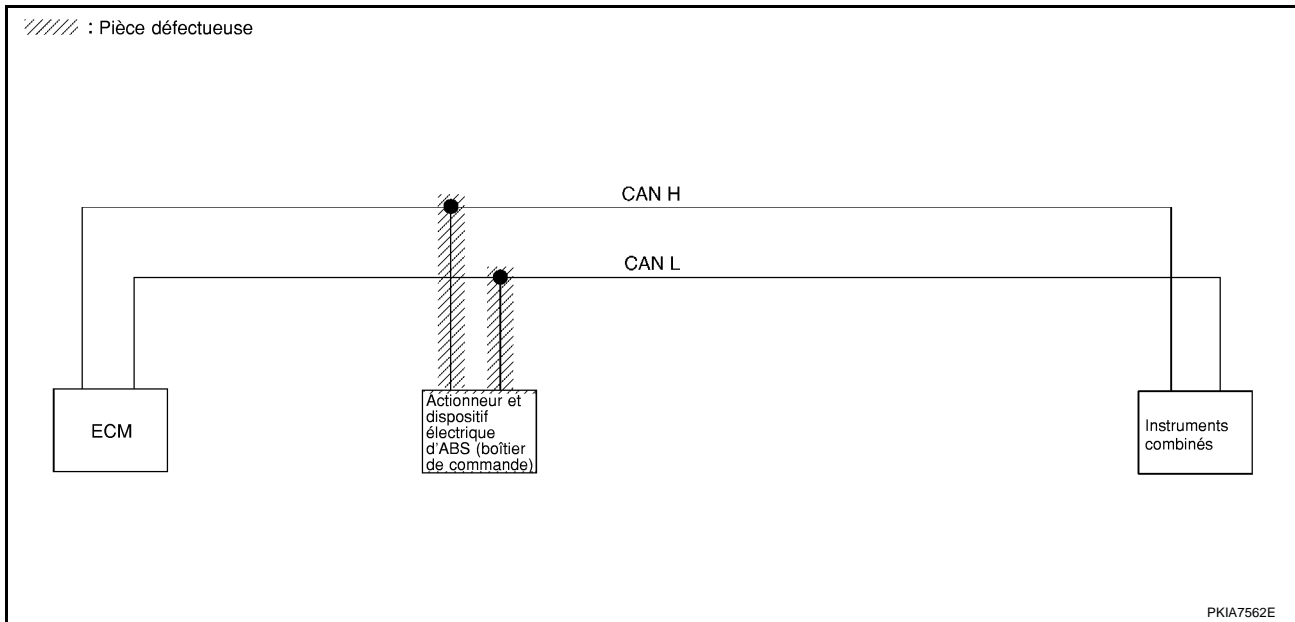 : Pièce défectueuse
CAN H
CAN L
ECM
Actionneur et
dispositif
électrique
d'ABS (boîtier
de commande)
Instruments
combinés
PKIA7562E